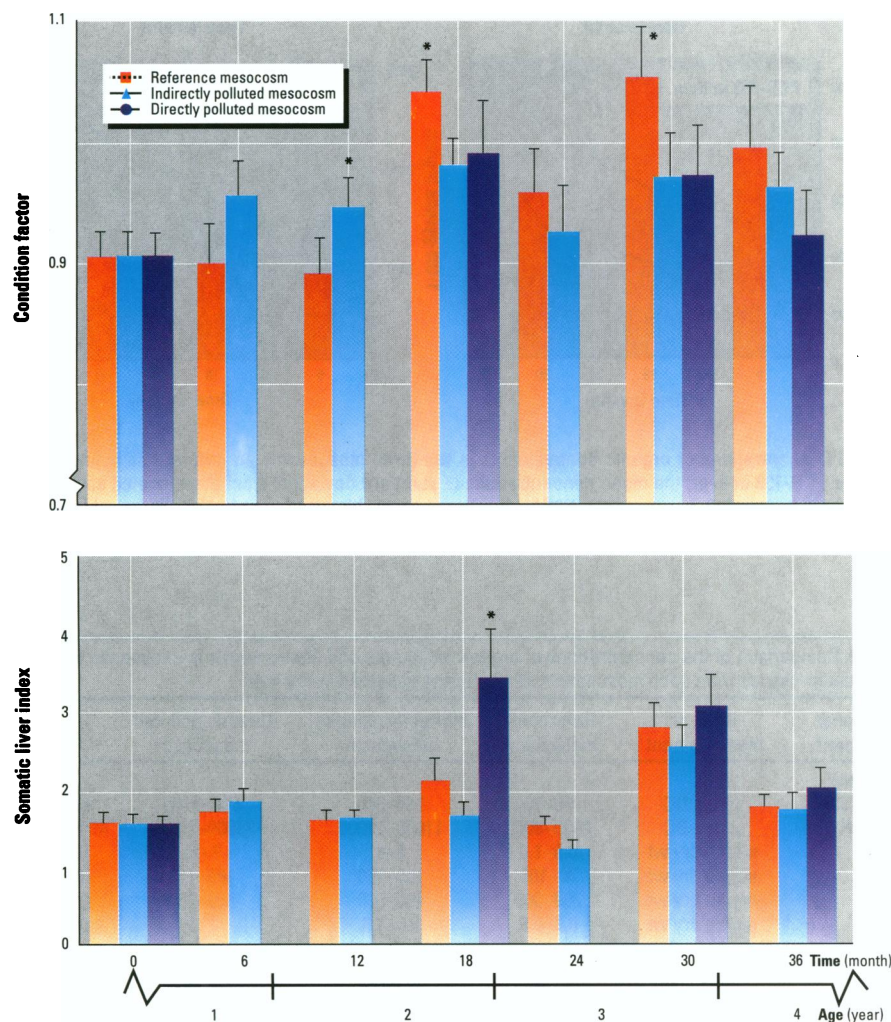 1.1
Reference mesocosm
Indirectly polluted mesocosm
Directly polluted mesocosm
*
*
*
Condition factor
0.9
0.7
5
4
3
2
1
0
Somatic liver index
*
0 6 12 18 24 30 36 Time (month)
1 2 3 4 Age (year)